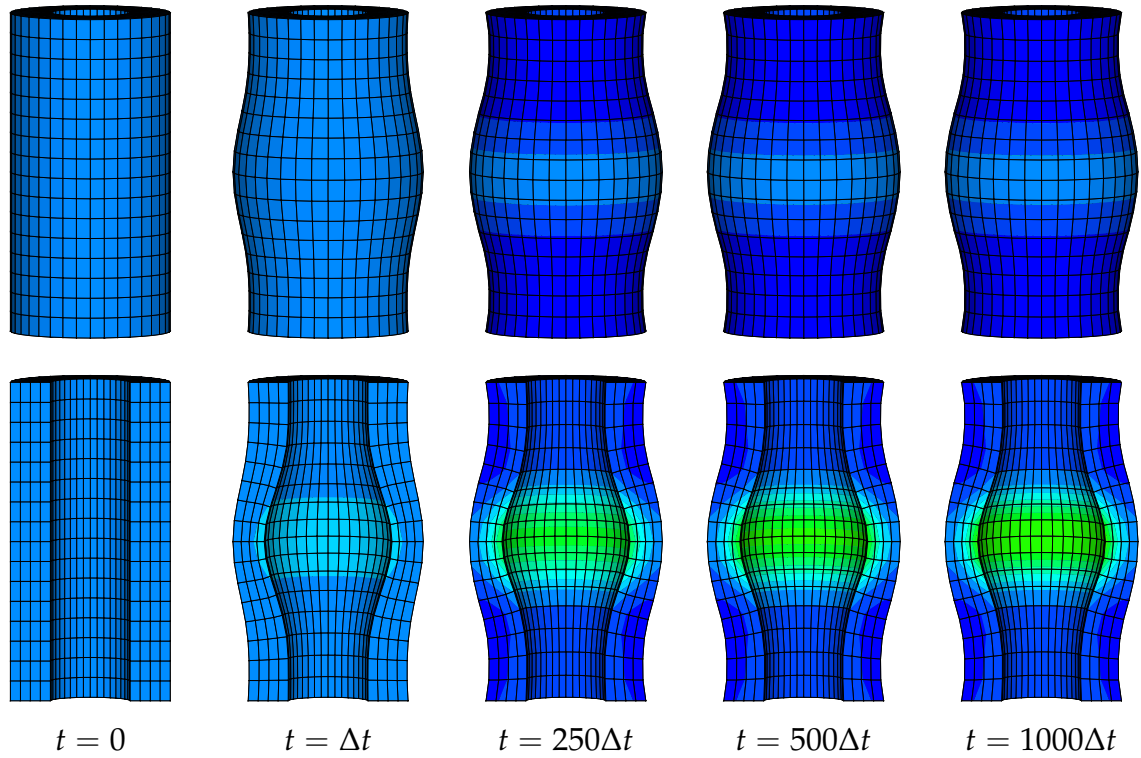 t = 0 t = Δt t = 250Δt t = 500Δt t = 1000Δt